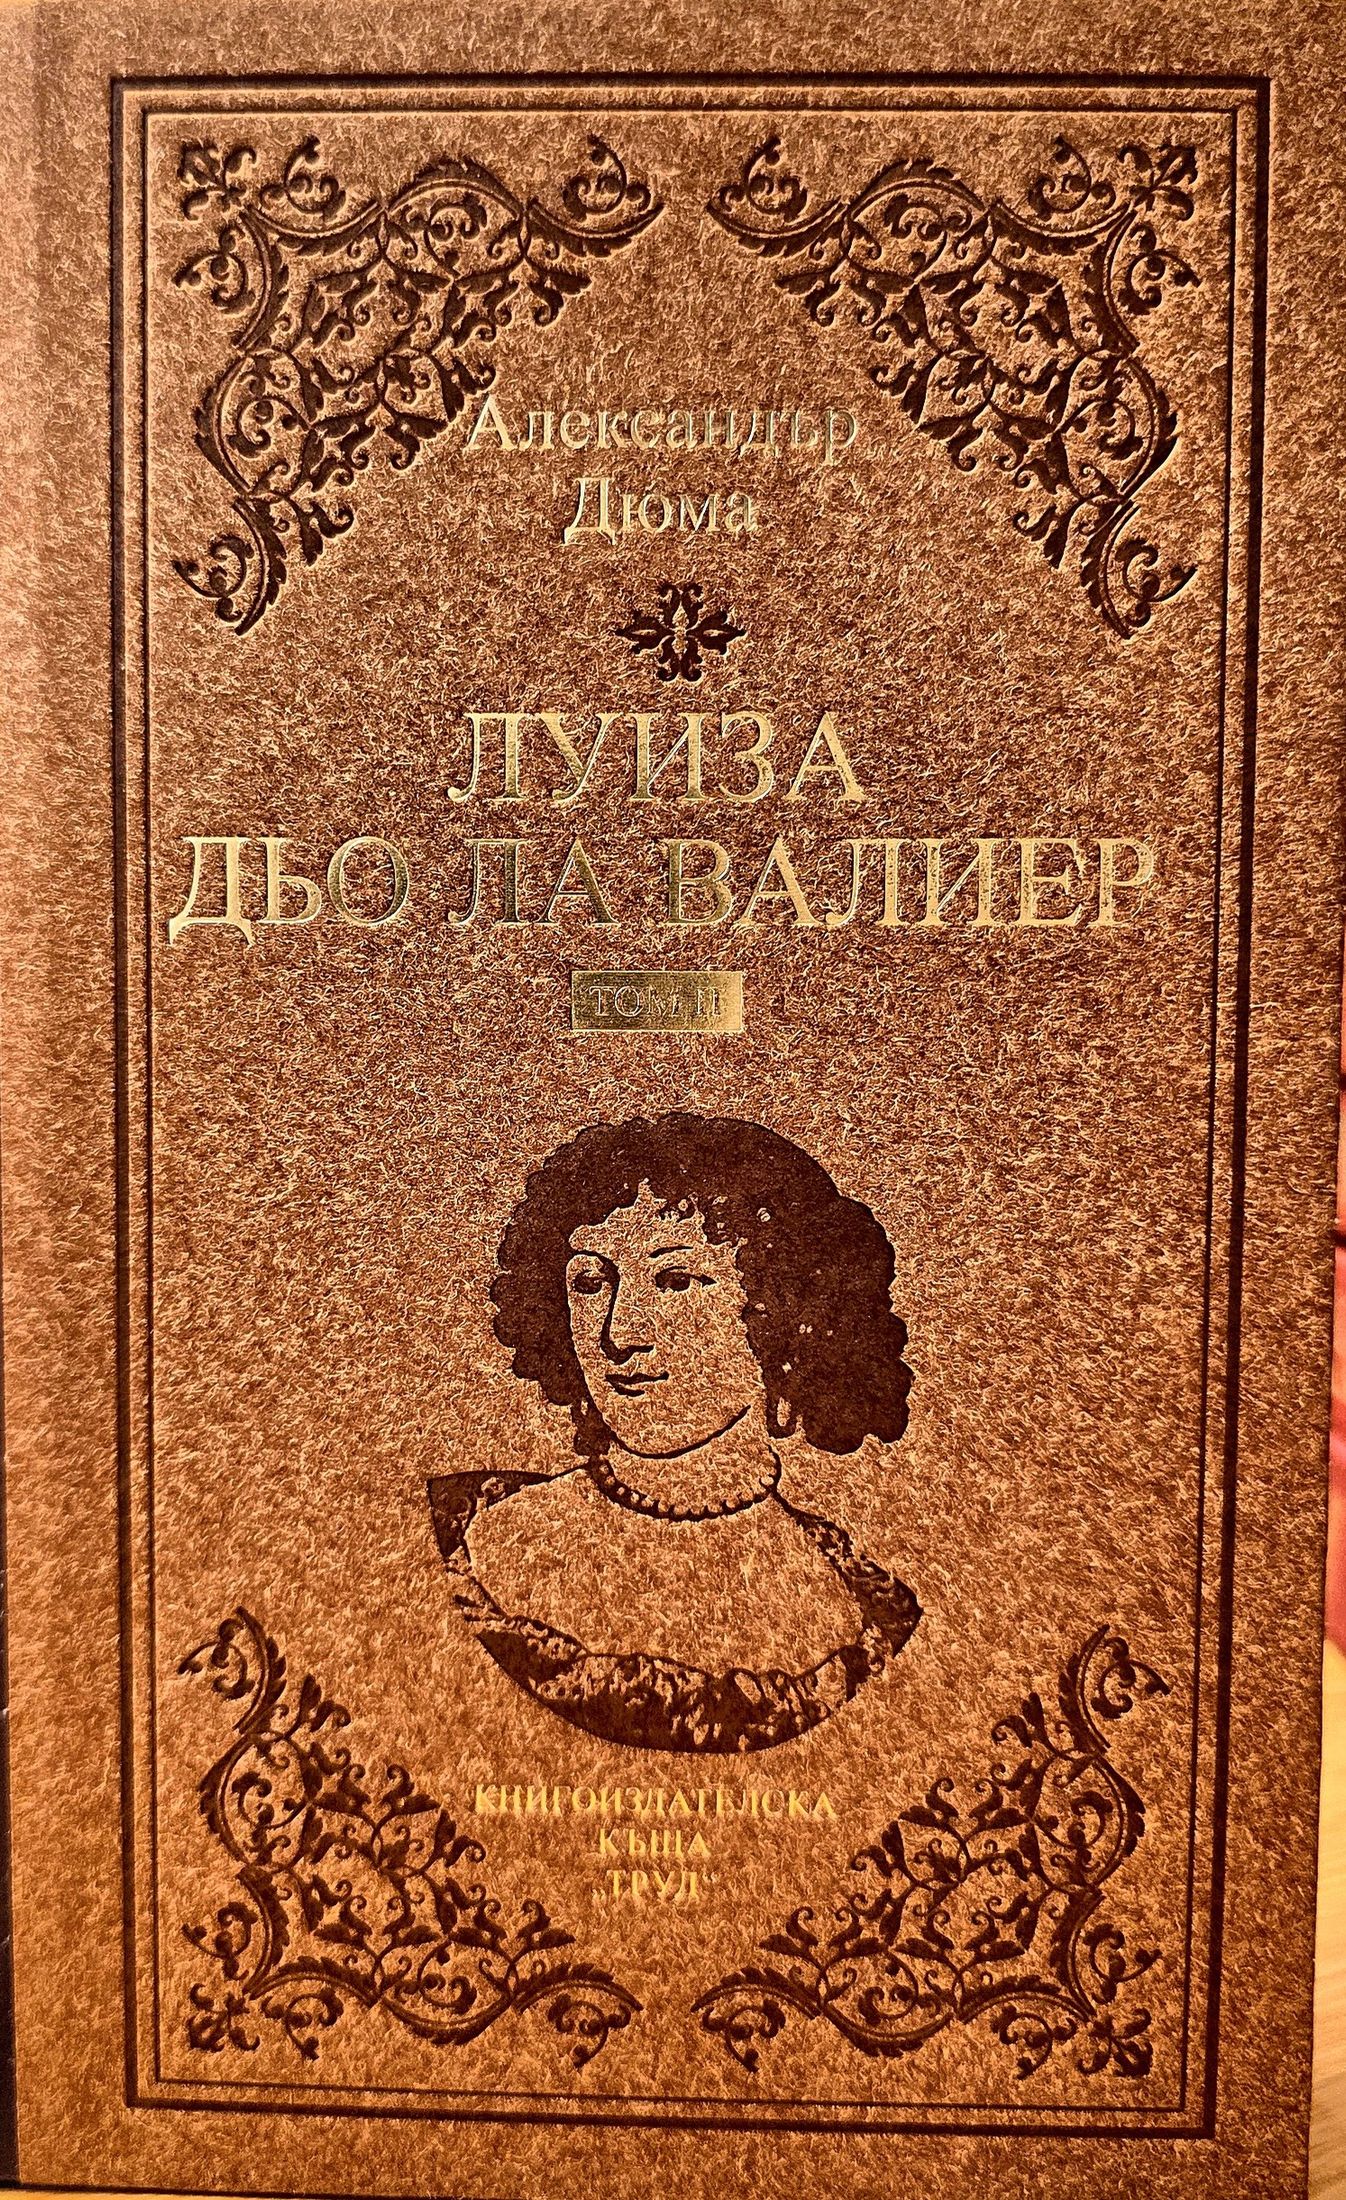 Александър
Дюма
ЛУИЗА
ДЬО ЛА ВАЛИЕР
ТОМ II
КНИГОИЗДАТЕЛСКА
КЪЩА
„ТРУД“